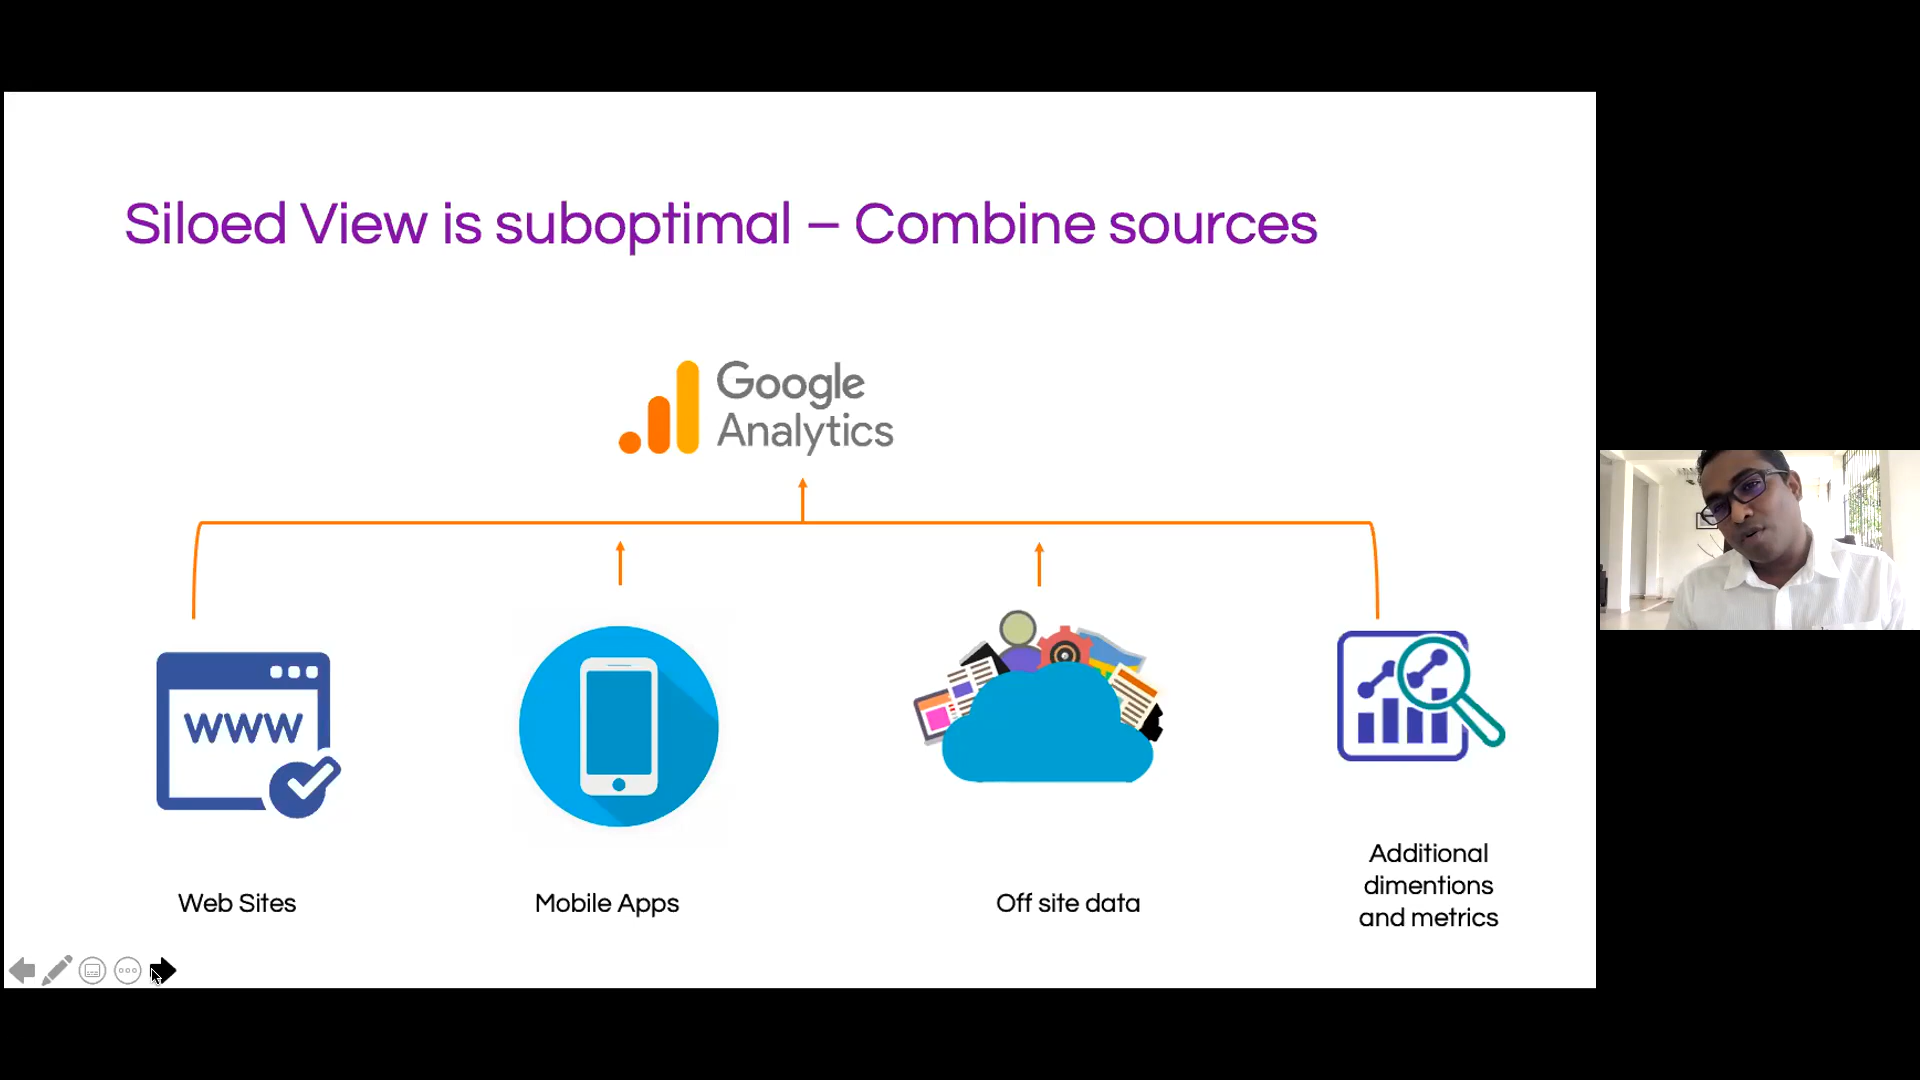 Siloed View is suboptimal – Combine sources
Google
Analytics
www
Web Sites
Mobile Apps
Off site data
Additional
dimentions
and metrics